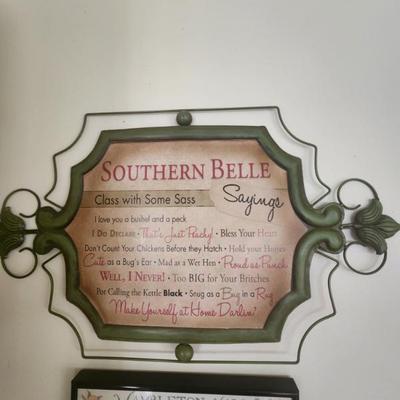 SOUTHERN BELLE
Sayings
Class with Some Sass
I love you a bushel and a peck
I Do Declare • That's Just Peachy! • Bless Your Heart
Don't Count Your Chickens Before they Hatch • Hold your Horses
Cute as a Bug's Ear • Mad as a Wet Hen • Proud as Punch
WELL, I NEVER! • Too BIG for Your Britches
Pot Calling the Kettle Black • Snug as a Bug in a Rug
Make Yourself at Home Darlin'